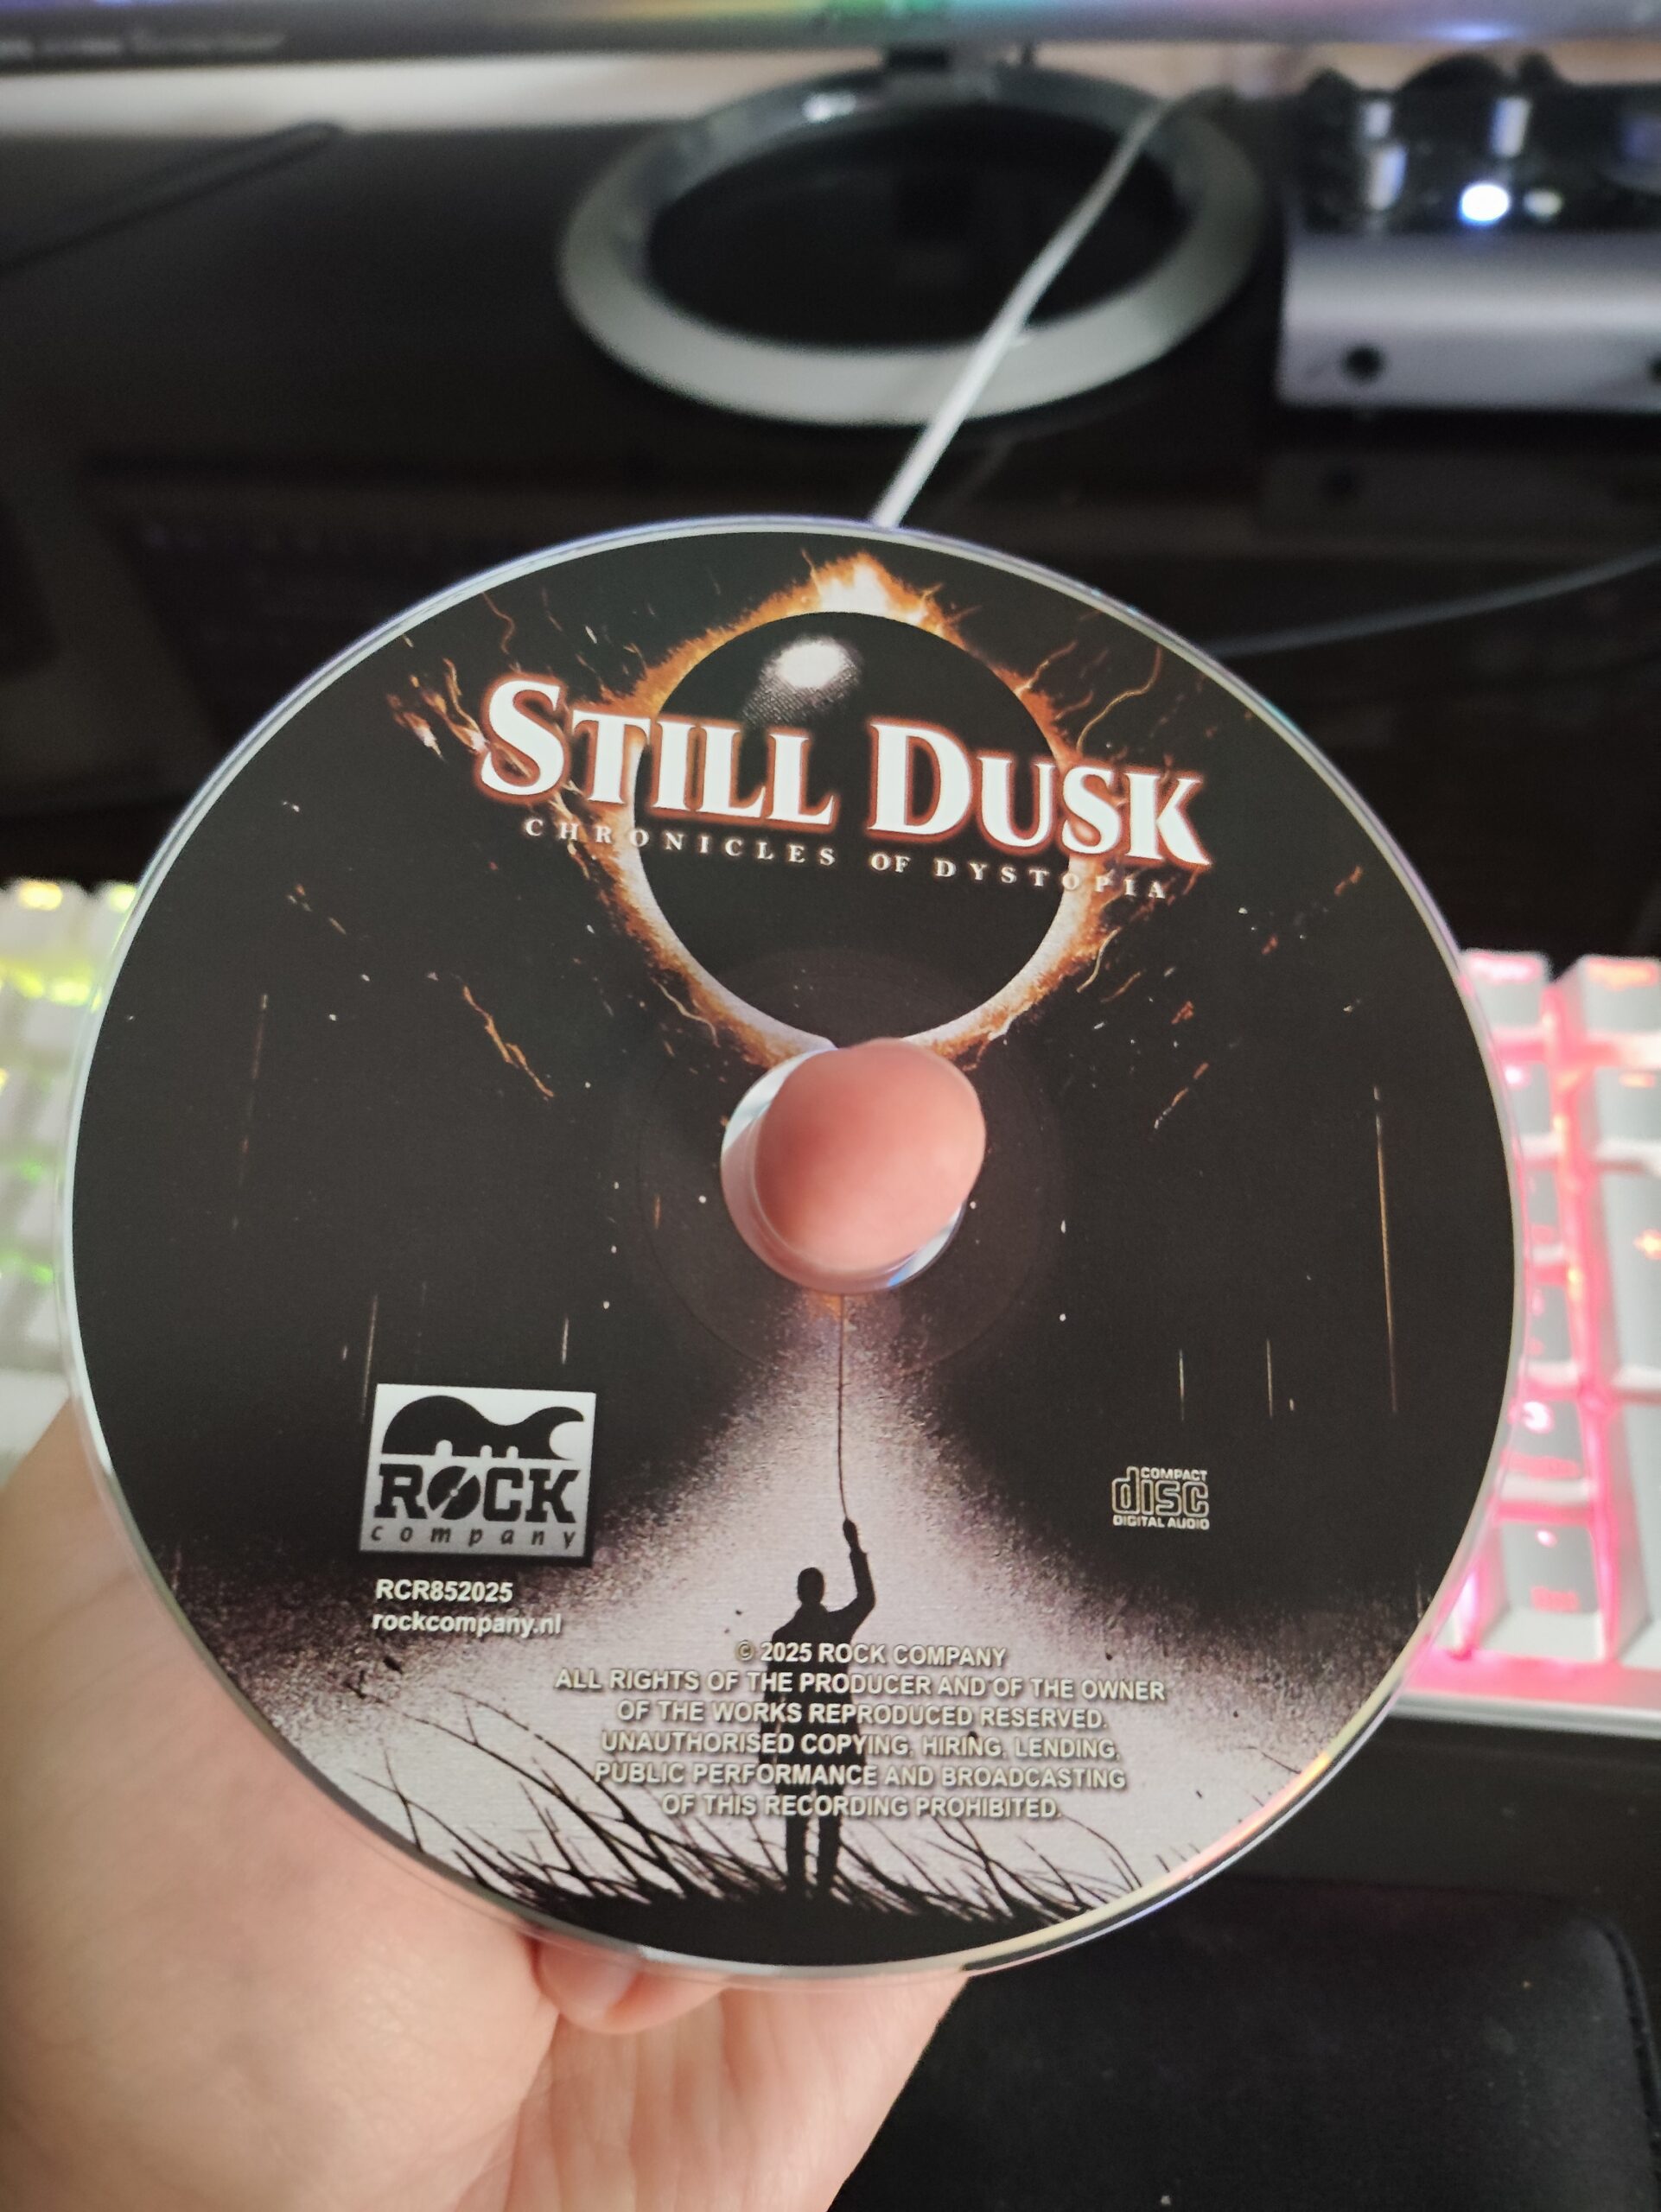 STILL DUSK
CHRONICLES OF DYSTOPIA
ROCK
company
COMPACT
disc
DIGITAL AUDIO
RCR852025
rockcompany.nl
© 2025 ROCK COMPANY
ALL RIGHTS OF THE PRODUCER AND OF THE OWNER
OF THE WORKS REPRODUCED RESERVED.
UNAUTHORISED COPYING, HIRING, LENDING,
PUBLIC PERFORMANCE AND BROADCASTING
OF THIS RECORDING PROHIBITED.